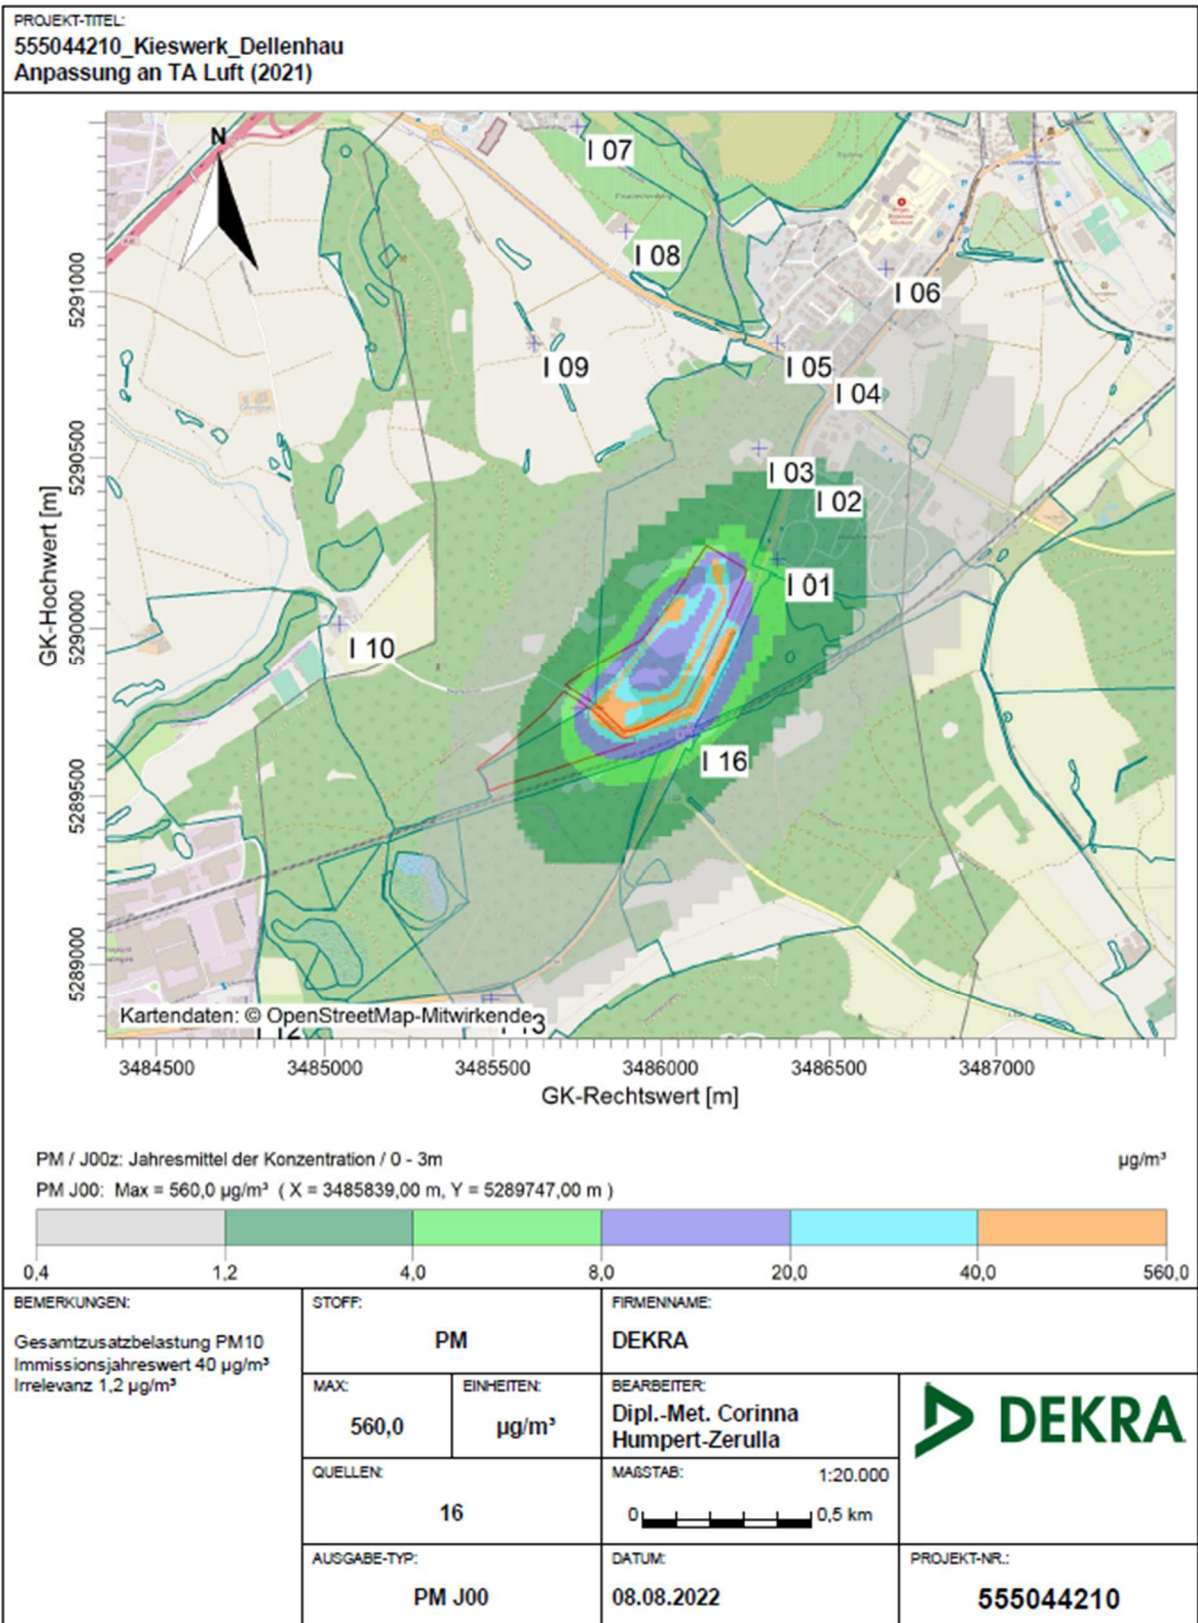 PROJEKT-TITEL:
555044210_Kieswerk_Dellenhau
Anpassung an TA Luft (2021)
N
I 07
I 08
I 06
I 09
I 05
I 04
I 03
I 02
I 01
I 10
I 16
I 12
I 13
Kartendaten: © OpenStreetMap-Mitwirkende
GK-Hochwert [m]
5291000
5290500
5290000
5289500
5289000
3484500
3485000
3485500
3486000
3486500
3487000
GK-Rechtswert [m]
PM / J00z: Jahresmittel der Konzentration / 0 - 3m
µg/m³
PM J00: Max = 560,0 µg/m³ ( X = 3485839,00 m, Y = 5289747,00 m )
0,4
1,2
4,0
8,0
20,0
40,0
560,0
BEMERKUNGEN:
Gesamtzusatzbelastung PM10
Immissionsjahreswert 40 µg/m³
Irrelevanz 1,2 µg/m³
STOFF:
PM
FIRMENNAME:
DEKRA
MAX:
560,0
EINHEITEN:
µg/m³
BEARBEITER:
Dipl.-Met. Corinna
Humpert-Zerulla
DEKRA
QUELLEN:
16
MAßSTAB:
1:20.000
0
0,5 km
AUSGABE-TYP:
PM J00
DATUM:
08.08.2022
PROJEKT-NR.:
555044210